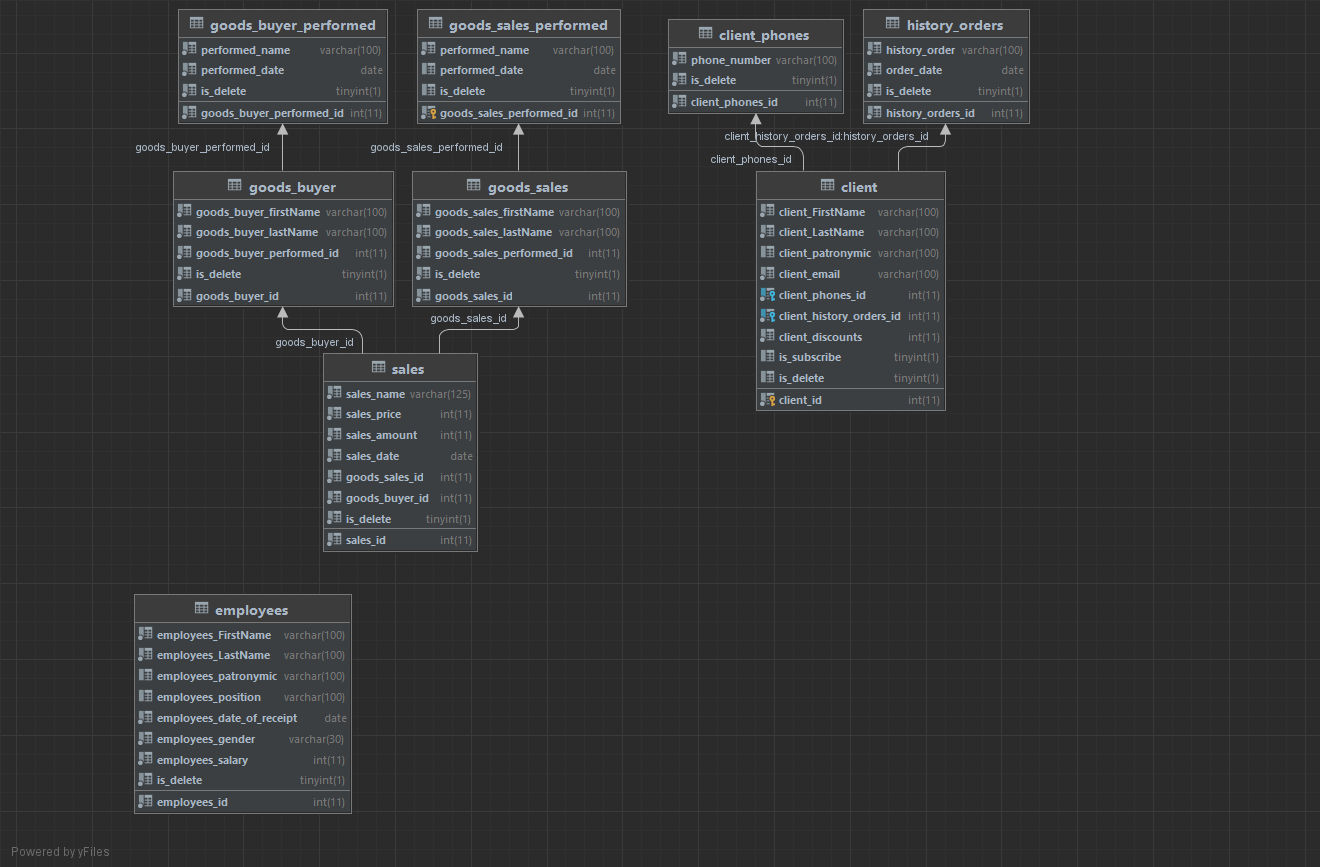 goods_buyer_performed
performed_name varchar(100)
performed_date date
is_delete tinyint(1)
goods_buyer_performed_id int(11)
goods_sales_performed
performed_name varchar(100)
performed_date date
is_delete tinyint(1)
goods_sales_performed_id int(11)
client_phones
phone_number varchar(100)
is_delete tinyint(1)
client_phones_id int(11)
history_orders
history_order varchar(100)
order_date date
is_delete tinyint(1)
history_orders_id int(11)
goods_buyer_performed_id
goods_sales_performed_id
client_history_orders_id:history_orders_id
client_phones_id
goods_buyer
goods_buyer_firstName varchar(100)
goods_buyer_lastName varchar(100)
goods_buyer_performed_id int(11)
is_delete tinyint(1)
goods_buyer_id int(11)
goods_sales
goods_sales_firstName varchar(100)
goods_sales_lastName varchar(100)
goods_sales_performed_id int(11)
is_delete tinyint(1)
goods_sales_id int(11)
client
client_FirstName varchar(100)
client_LastName varchar(100)
client_patronymic varchar(100)
client_email varchar(100)
client_phones_id int(11)
client_history_orders_id int(11)
client_discounts int(11)
is_subscribe tinyint(1)
is_delete tinyint(1)
client_id int(11)
goods_buyer_id
goods_sales_id
sales
sales_name varchar(125)
sales_price int(11)
sales_amount int(11)
sales_date date
goods_sales_id int(11)
goods_buyer_id int(11)
is_delete tinyint(1)
sales_id int(11)
employees
employees_FirstName varchar(100)
employees_LastName varchar(100)
employees_patronymic varchar(100)
employees_position varchar(100)
employees_date_of_receipt date
employees_gender varchar(30)
employees_salary int(11)
is_delete tinyint(1)
employees_id int(11)
Powered by yFiles